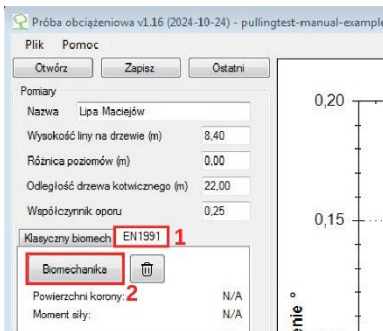 Próba obciążeniowa v1.16 (2024-10-24) - pullingtest-manual-example
Plik Pomoc
Otwórz Zapisz Ostatni
Pomiary
Nazwa Lipa Maciejów
Wysokość liny na drzewie (m) 8,40
Różnica poziomów (m) 0,00
Odległość drzewa kotwicznego (m) 22,00
Współczynnik oporu 0,25
Klasyczny biomech EN1991 1
Biomechanika
2
Powierzchni korony: N/A
Moment siły: N/A
0,20
0,15
enie °